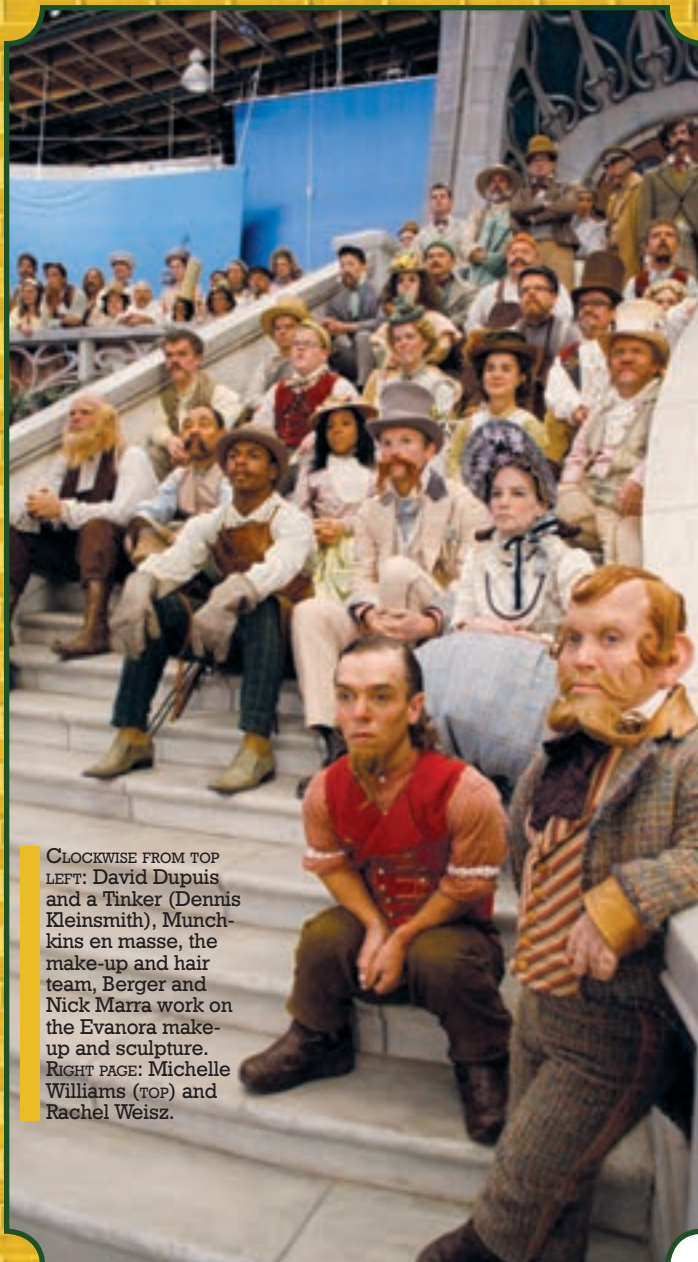 CLOCKWISE FROM TOP
LEFT: David Dupuis
and a Tinker (Dennis
Kleinsmith), Munch-
kins en masse, the
make-up and hair
team, Berger and
Nick Marra work on
the Evanora make-
up and sculpture.
RIGHT PAGE: Michelle
Williams (TOP) and
Rachel Weisz.